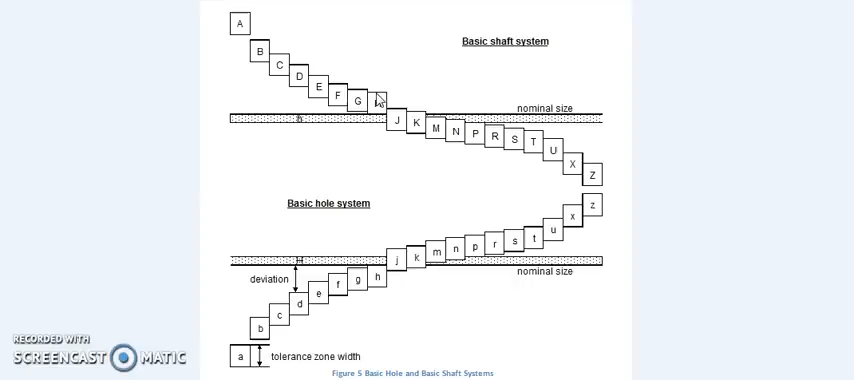 A
Basic shaft system
B
C
D
E
F
G
nominal size
h
J
K
M
N
P
R
S
T
U
X
Z
Basic hole system
z
x
u
t
s
r
p
n
m
k
j
H
nominal size
deviation
h
g
f
e
d
c
b
a
tolerance zone width
RECORDED WITH
SCREENCAST MATIC
Figure 5 Basic Hole and Basic Shaft Systems